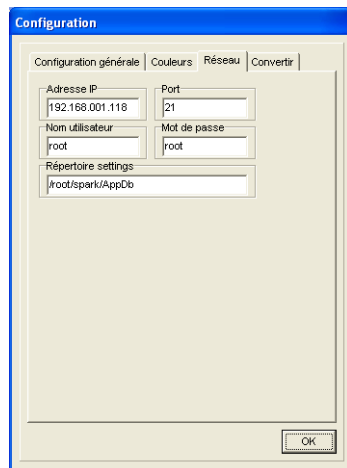 Configuration
Configuration générale Couleurs Réseau Convertir
Adresse IP Port
192.168.001.118 21
Nom utilisateur Mot de passe
root root
Répertoire settings
/root/spark/AppDb
OK